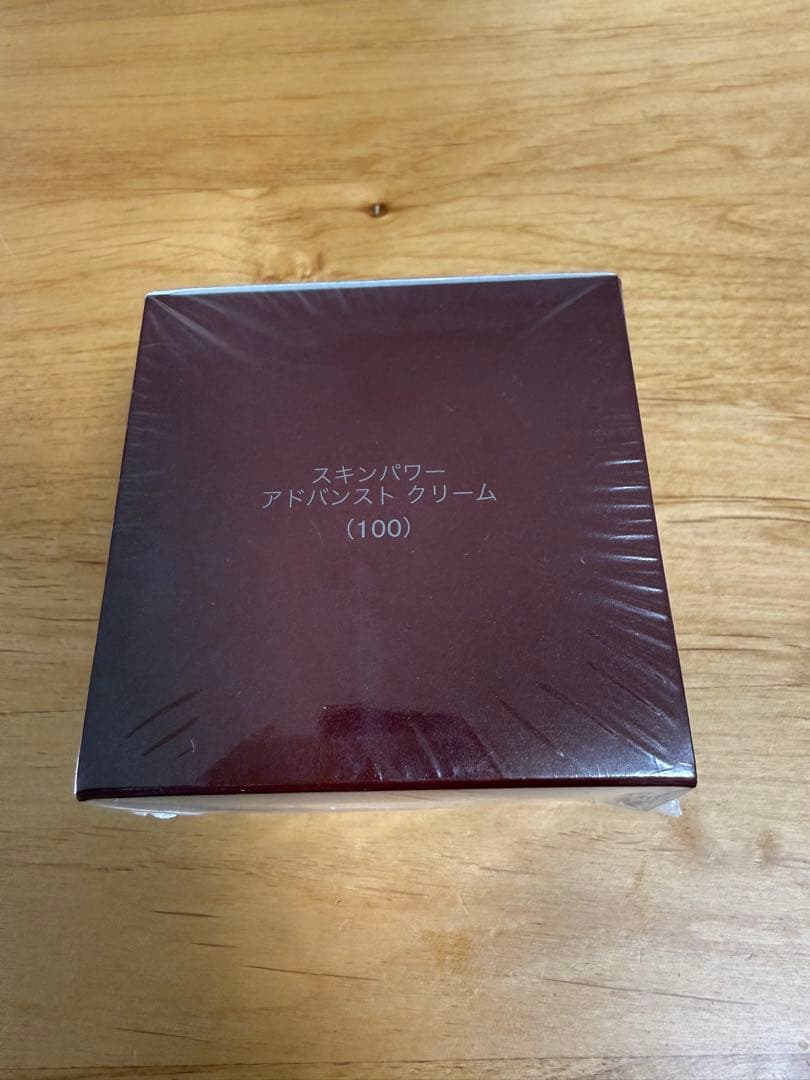 スキンパワー
アドバンスト クリーム
（100）